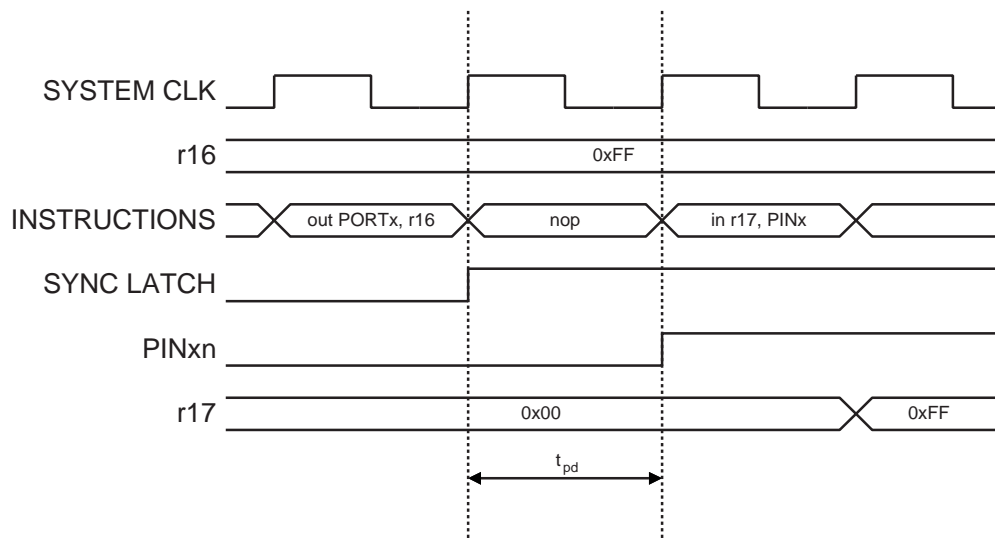 SYSTEM CLK
r16
0xFF
INSTRUCTIONS
out PORTx, r16 nop in r17, PINx
SYNC LATCH
PINxn
r17
0x00 0xFF
tpd